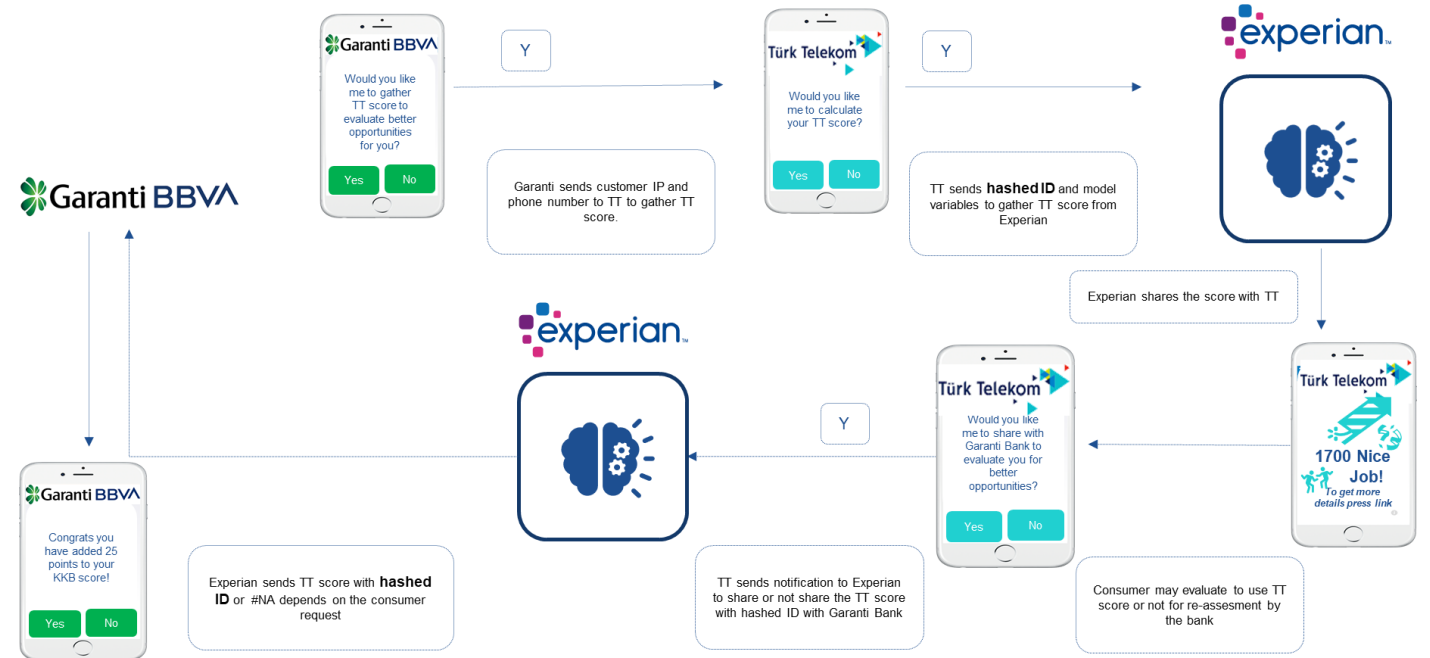 Garanti BBVA
Would you like
me to gather
TT score to
evaluate better
opportunities
for you?
Yes No
Y
Garanti sends customer IP and
phone number to TT to gather TT
score.
Türk Telekom
Would you like
me to calculate
your TT score?
Yes No
Y
TT sends hashed ID and model
variables to gather TT score from
Experian
experian™
Garanti BBVA
Experian shares the score with TT
Türk Telekom
1700 Nice
Job!
To get more
details press link
Consumer may evaluate to use TT
score or not for re-assesment by
the bank
Türk Telekom
Would you like
me to share with
Garanti Bank to
evaluate you for
better
opportunities?
Yes No
Y
TT sends notification to Experian
to share or not share the TT score
with hashed ID with Garanti Bank
experian™
Experian sends TT score with hashed
ID or #NA depends on the consumer
request
Garanti BBVA
Congrats you
have added 25
points to your
KKB score!
Yes No